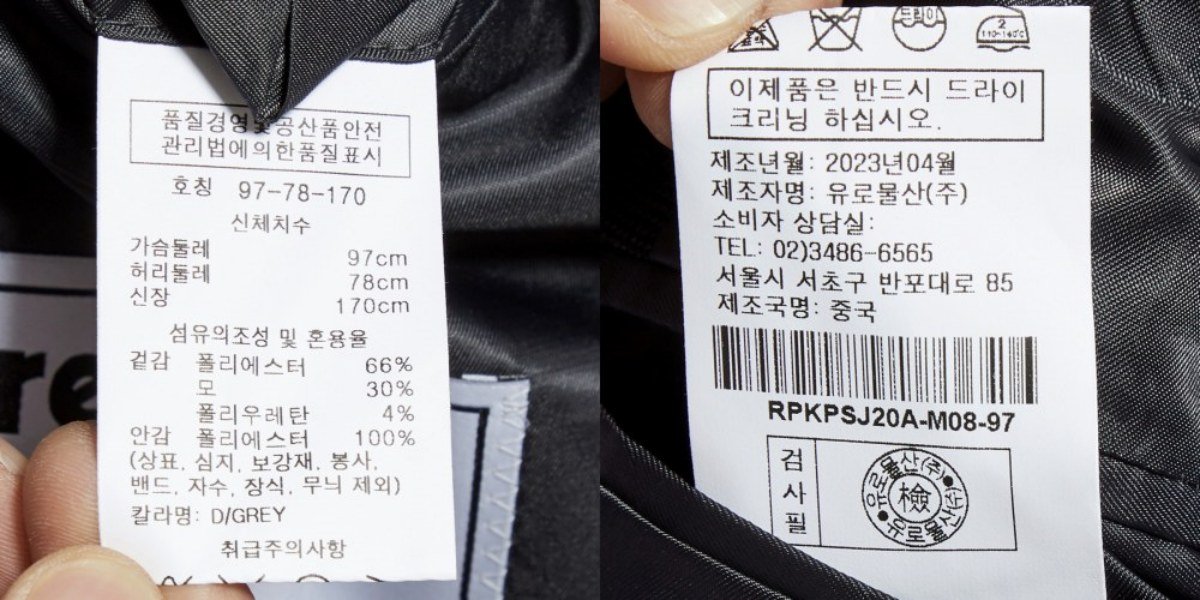 품질경영및공산품안전
관리법에의한품질표시
호칭 97-78-170
신체치수
가슴둘레 97cm
허리둘레 78cm
신장 170cm
섬유의조성 및 혼용율
겉감 폴리에스터 66%
모 30%
폴리우레탄 4%
안감 폴리에스터 100%
(상표, 심지, 보강재, 봉사,
밴드, 자수, 장식, 무늬 제외)
칼라명: D/GREY
취급주의사항
re
드라이
2
110~140℃
이제품은 반드시 드라이
크리닝 하십시오.
제조년월: 2023년04월
제조자명: 유로물산(주)
소비자 상담실:
TEL: 02)3486-6565
서울시 서초구 반포대로 85
제조국명: 중국
RPKPSJ20A-M08-97
검사필
유로물산(주)
檢
유로물산